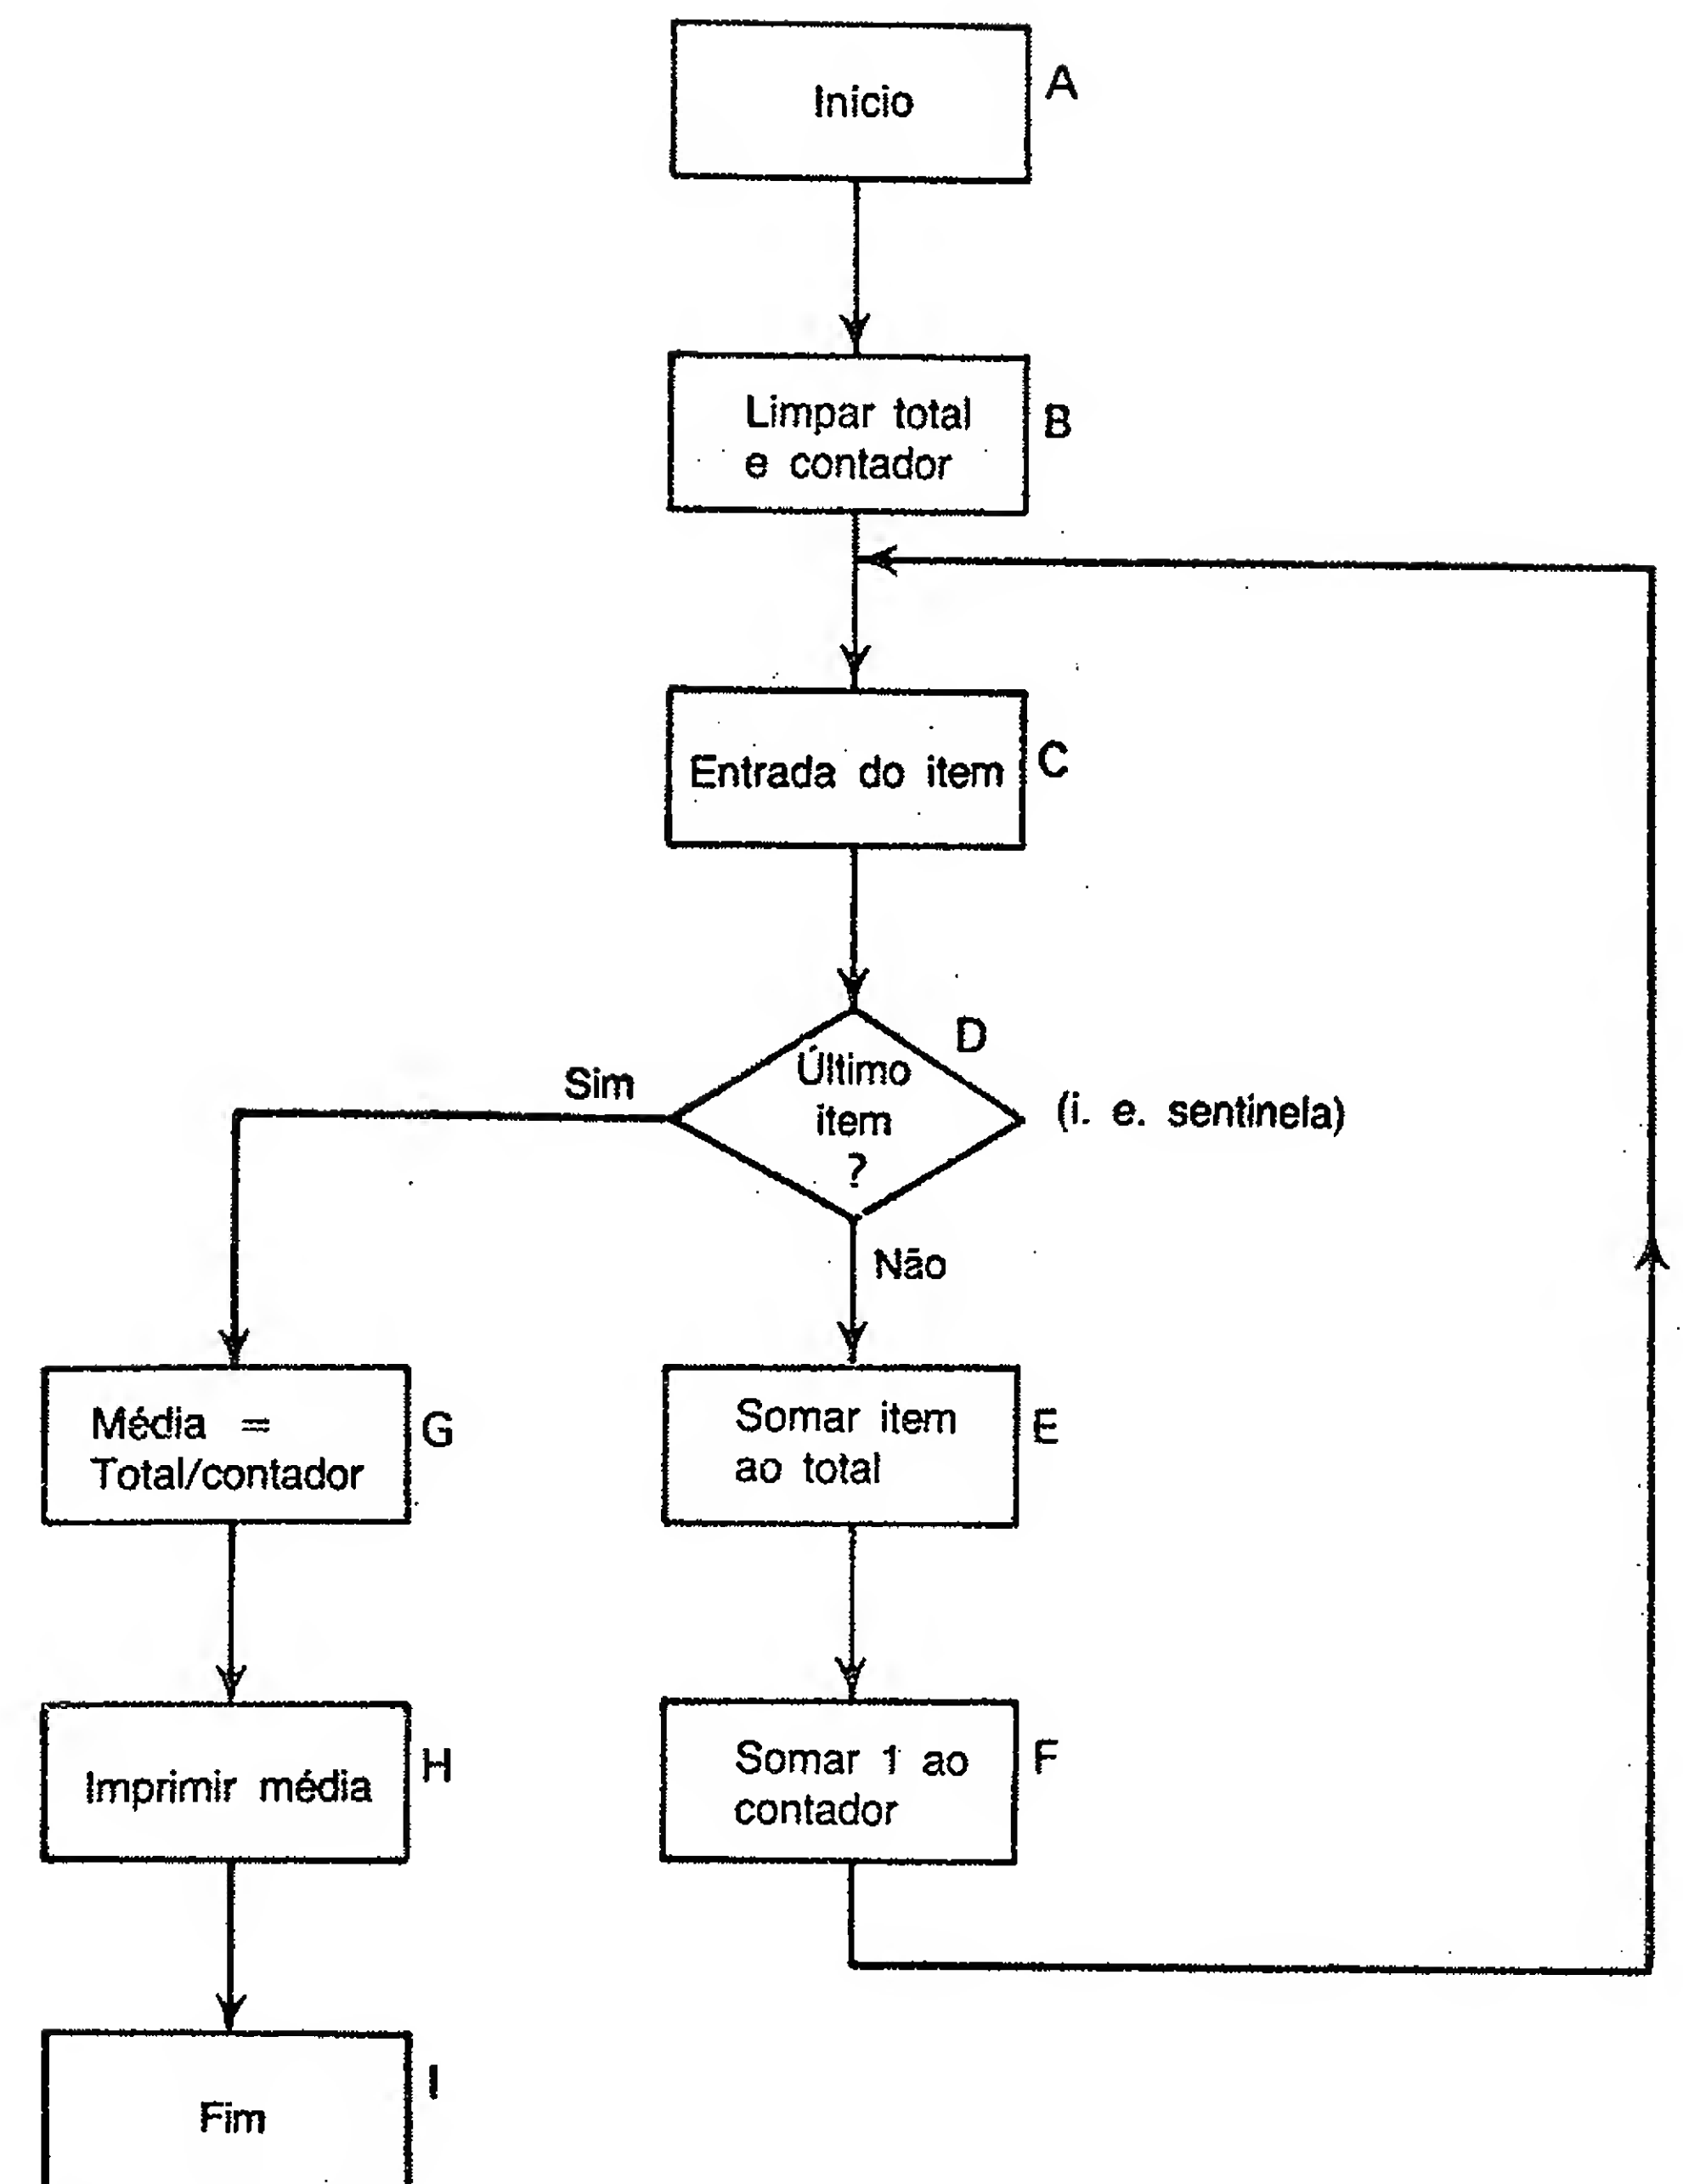 Início
A
Limpar total
e contador
B
Entrada do item
C
D
Último
item
?
Sim
(i. e. sentinela)
Não
Média =
Total/contador
G
Somar item
ao total
E
Imprimir média
H
Somar 1 ao
contador
F
Fim
I